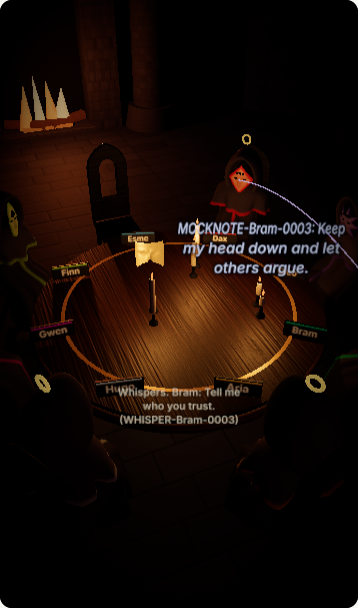 MOCKNOTE-Bram-0003: Keep
my head down and let
others argue.
Esme
Dax
Finn
Gwen
Bram
Hugo
Aria
Whispers: Bram: Tell me
who you trust.
(WHISPER-Bram-0003)